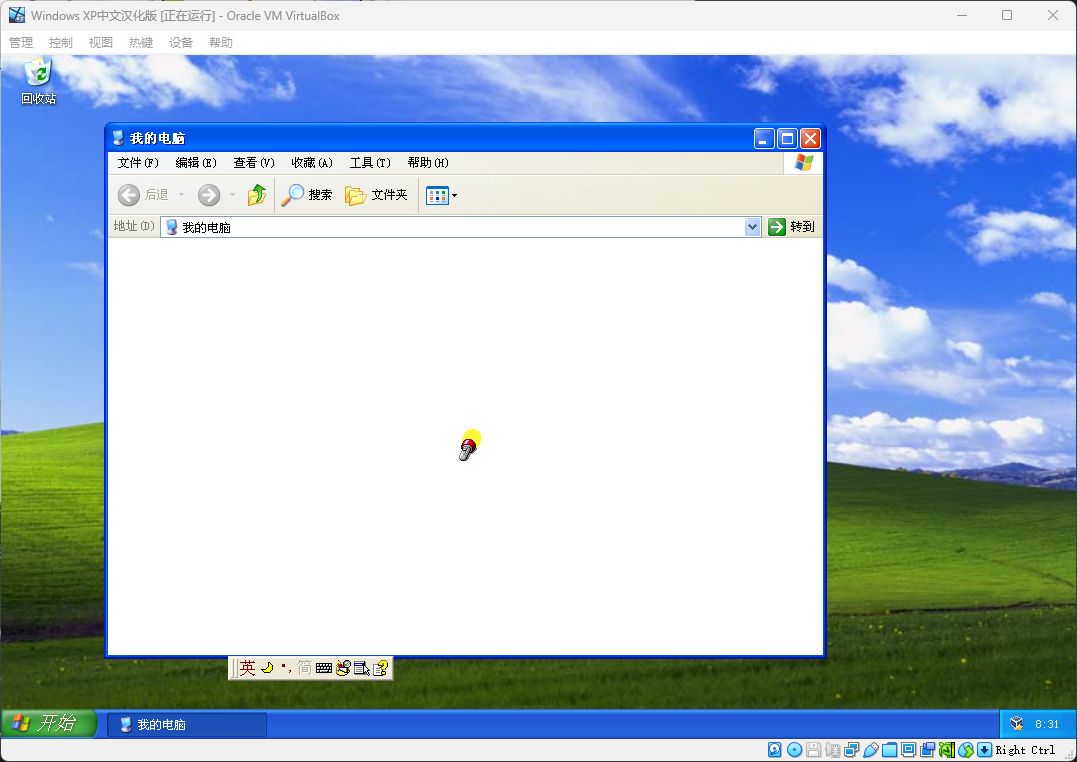 Windows XP中文汉化版 [正在运行] - Oracle VM VirtualBox
管理 控制 视图 热键 设备 帮助
回收站
我的电脑
文件(F) 编辑(E) 查看(V) 收藏(A) 工具(T) 帮助(H)
后退 搜索 文件夹
地址(D) 我的电脑 转到
英 简
开始 我的电脑 8:31
Right Ctrl